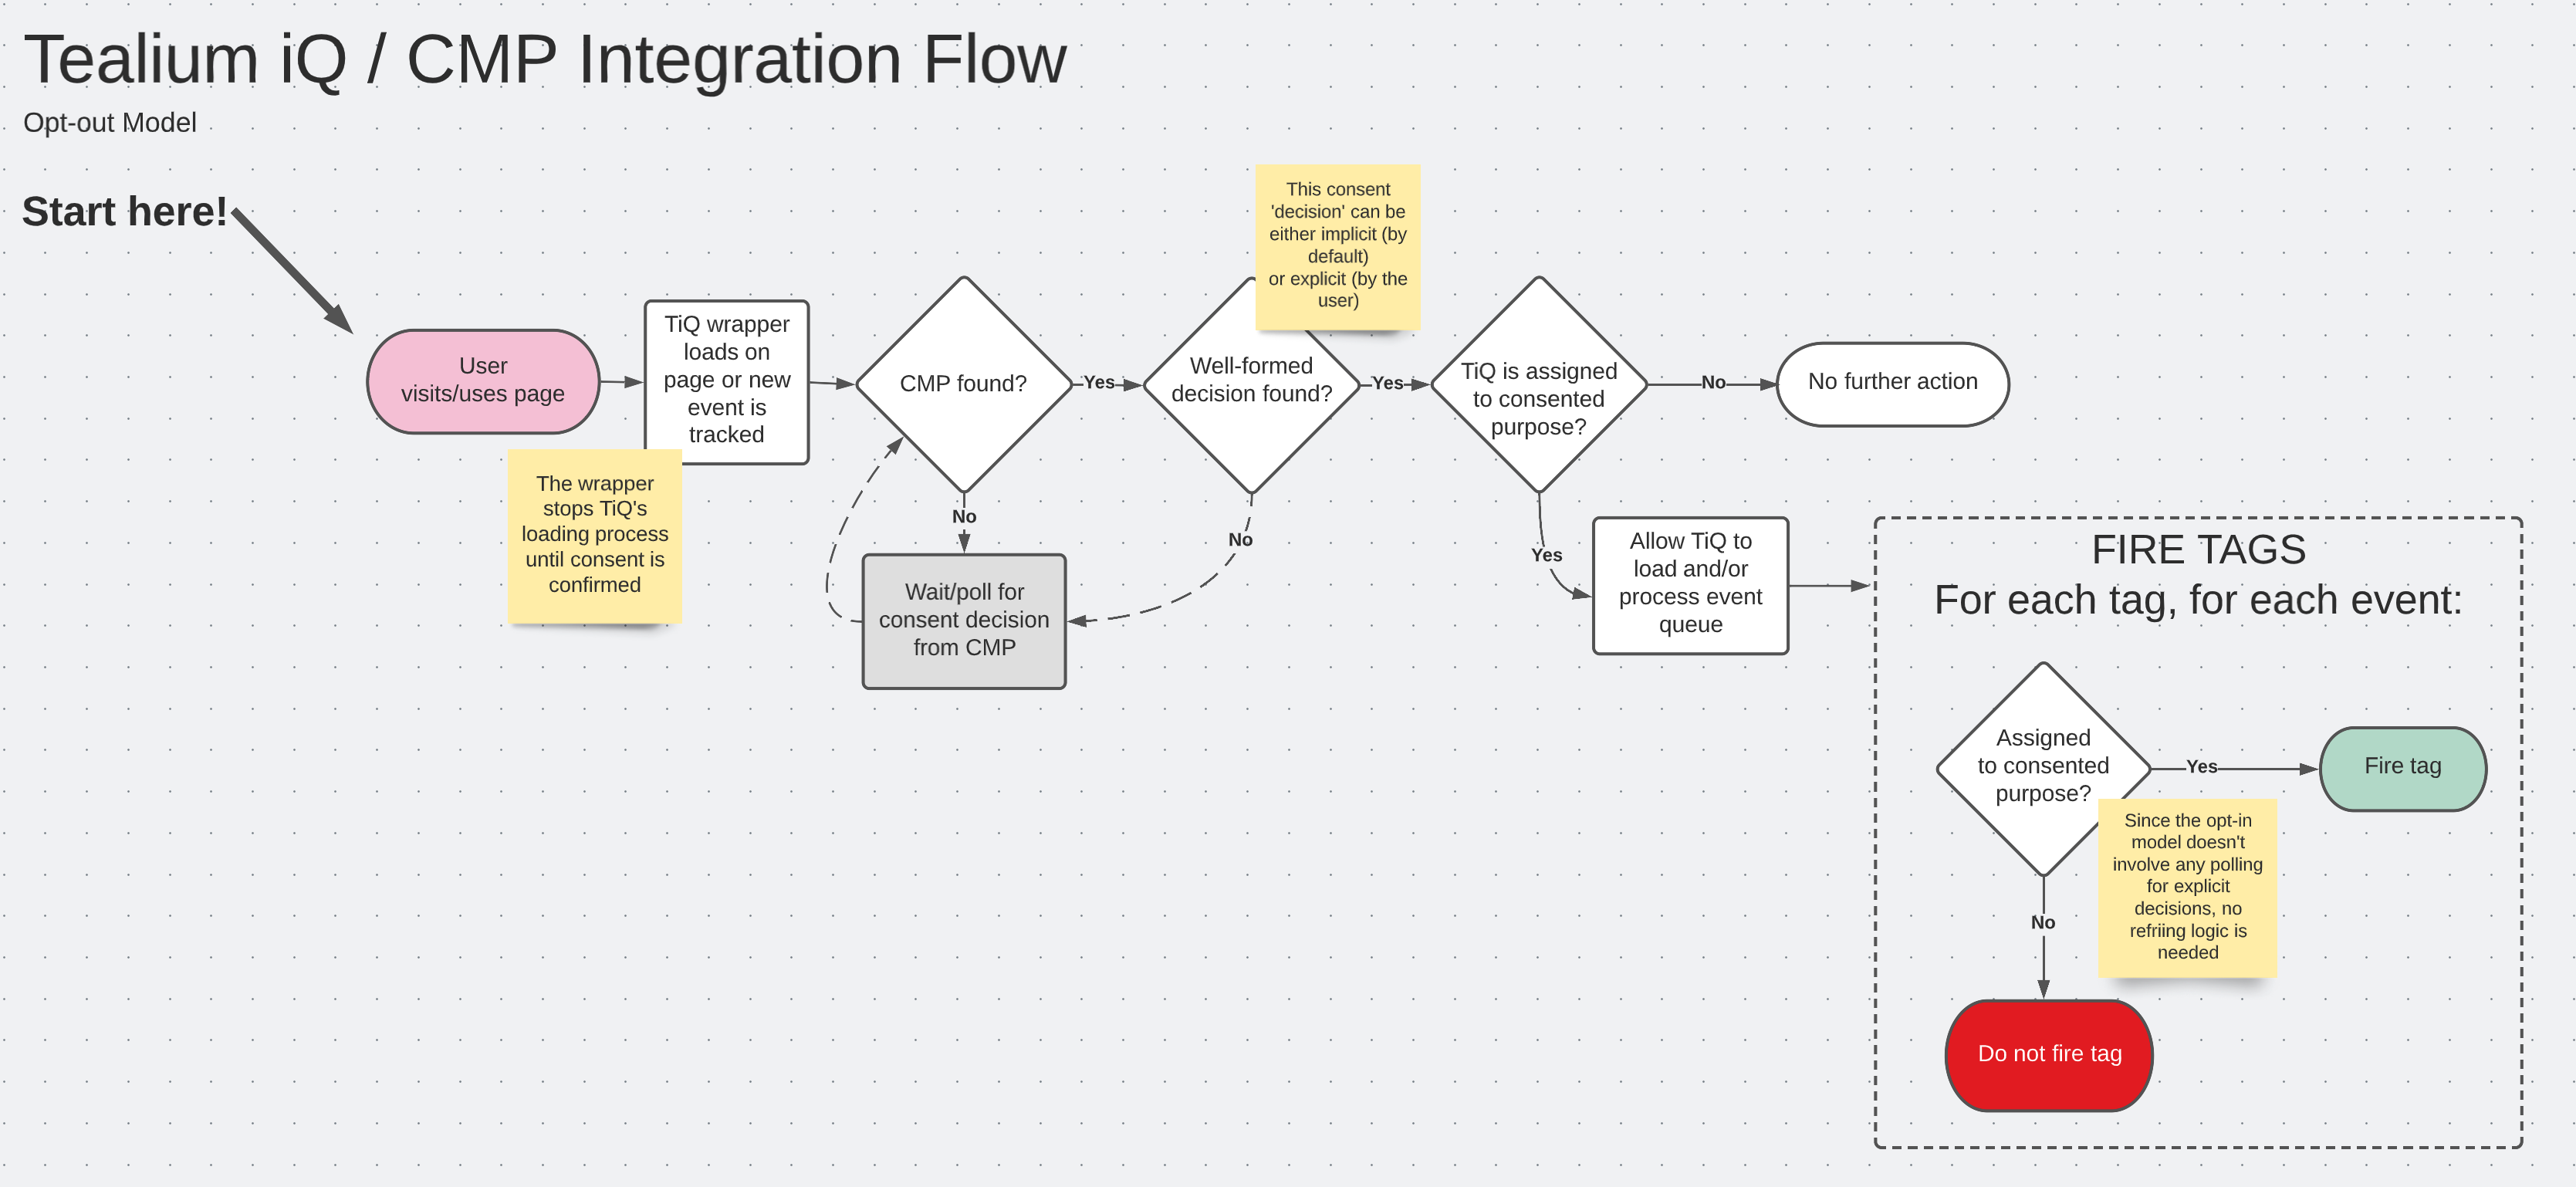 Tealium iQ / CMP Integration Flow
Opt-out Model
Start here!
User
visits/uses page
TiQ wrapper
loads on
page or new
event is
tracked
The wrapper
stops TiQ's
loading process
until consent is
confirmed
CMP found?
Yes
No
Wait/poll for
consent decision
from CMP
This consent
'decision' can be
either implicit (by
default)
or explicit (by the
user)
Well-formed
decision found?
Yes
No
TiQ is assigned
to consented
purpose?
No
No further action
Yes
Allow TiQ to
load and/or
process event
queue
FIRE TAGS
For each tag, for each event:
Assigned
to consented
purpose?
Yes
Fire tag
Since the opt-in
model doesn't
involve any polling
for explicit
decisions, no
refriing logic is
needed
No
Do not fire tag